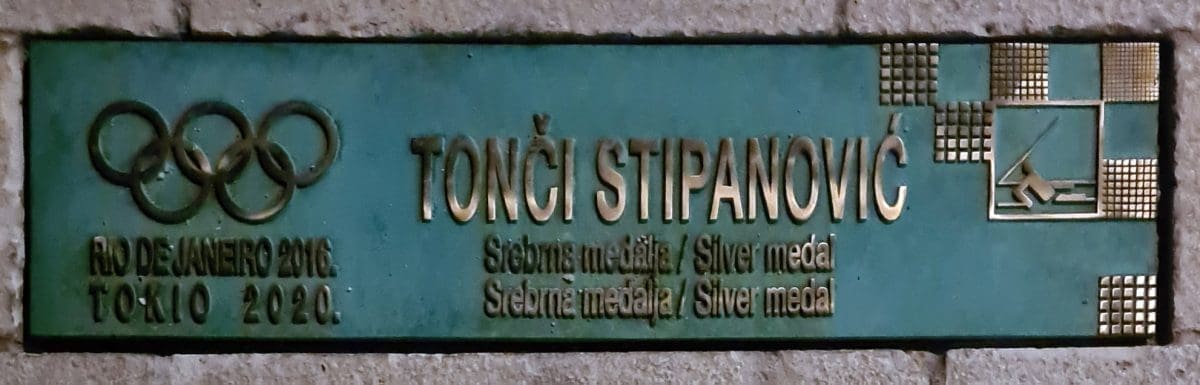 TONČI STIPANOVIĆ
RIO DE JANEIRO 2016.
Srebrna medalja / Silver medal
TOKIO 2020.
Srebrna medalja / Silver medal